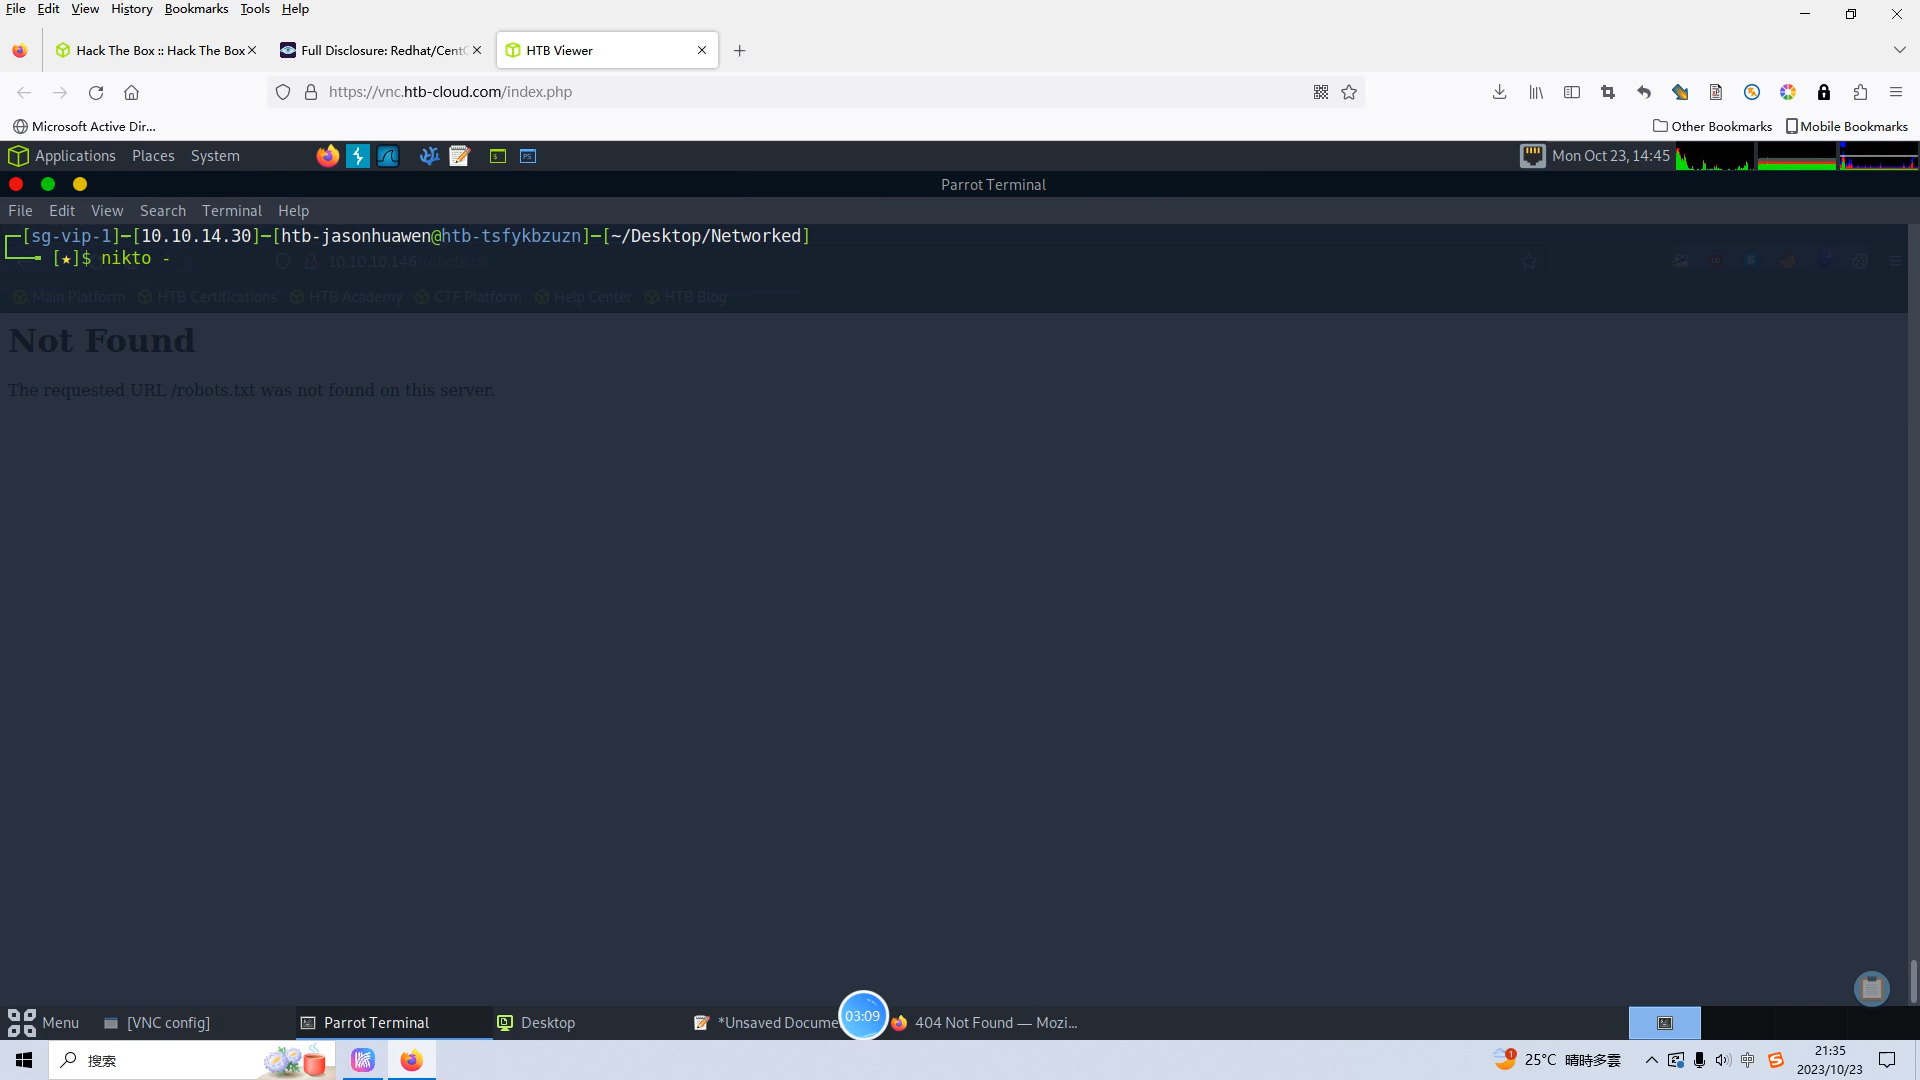 File Edit View History Bookmarks Tools Help
Hack The Box :: Hack The Box
Full Disclosure: Redhat/CentO
HTB Viewer
https://vnc.htb-cloud.com/index.php
Microsoft Active Dir...
Other Bookmarks
Mobile Bookmarks
Applications Places System
Mon Oct 23, 14:45
Parrot Terminal
File Edit View Search Terminal Help
[sg-vip-1]─[10.10.14.30]─[htb-jasonhuawen@htb-tsfykbzuzn]─[~/Desktop/Networked]
[★]$ nikto -
10.10.10.146/robots.txt
Main Platform HTB Certifications HTB Academy CTF Platform Help Center HTB Blog
Not Found
The requested URL /robots.txt was not found on this server.
Menu
[VNC config]
Parrot Terminal
Desktop
*Unsaved Docume
03:09
404 Not Found — Mozi...
搜索
1
25°C 晴時多雲
中
21:35
2023/10/23